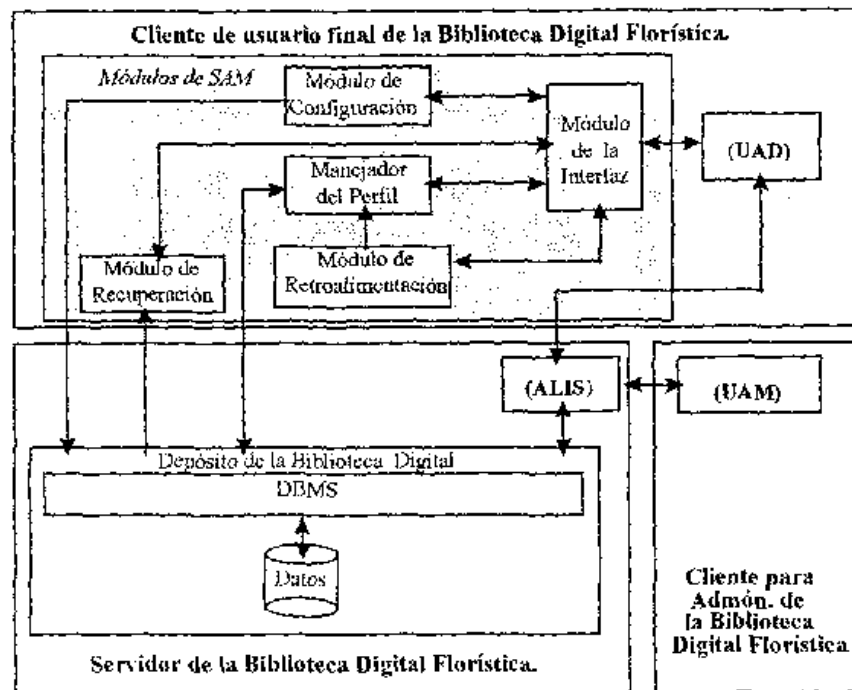 Cliente de usuario final de la Biblioteca Digital Florística.
Módulos de SAM
Módulo de
Configuración
Módulo
de la
Interfaz
(UAD)
Manejador
del Perfil
Módulo de
Recuperación
Módulo de
Retroalimentación
(ALIS)
(UAM)
Depósito de la Biblioteca Digital
DBMS
Datos
Cliente para
Admón. de
la Biblioteca
Digital Florística
Servidor de la Biblioteca Digital Florística.